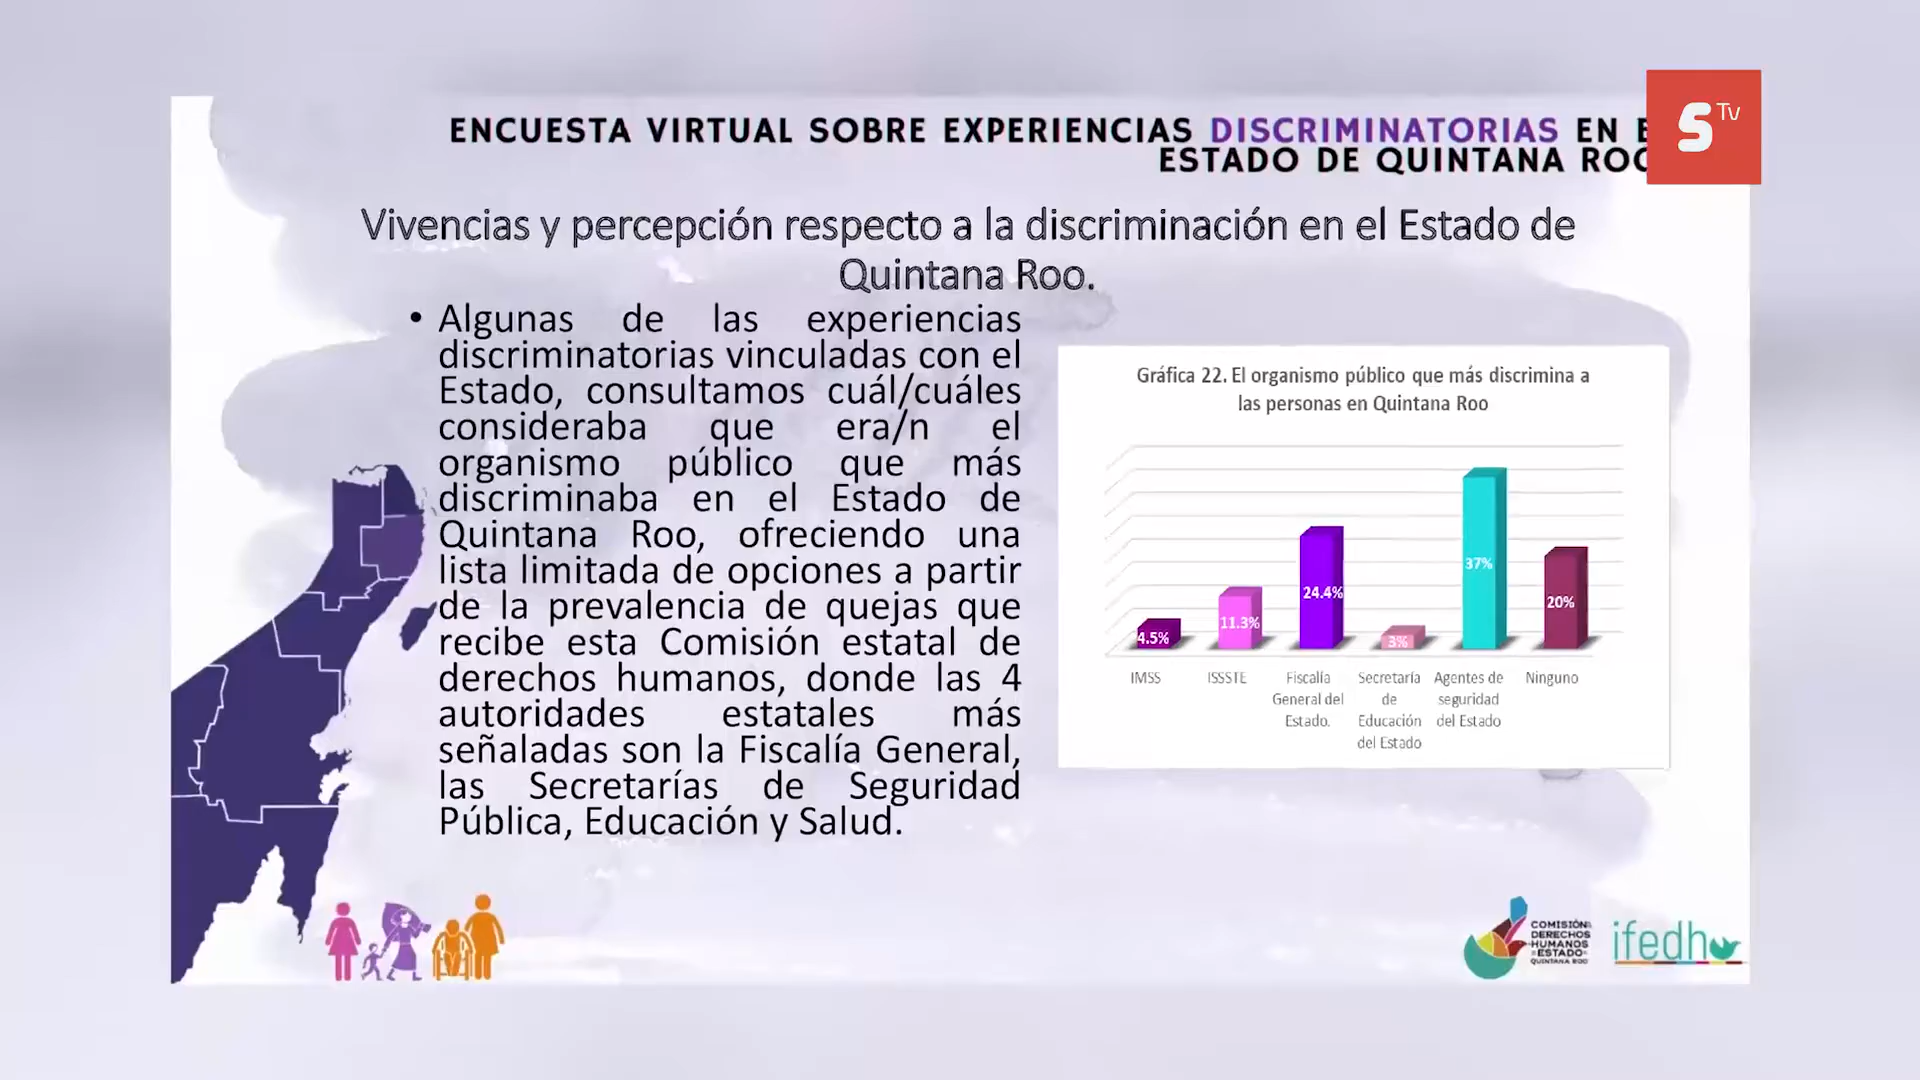 S Tv
ENCUESTA VIRTUAL SOBRE EXPERIENCIAS DISCRIMINATORIAS EN
ESTADO DE QUINTANA ROO
Vivencias y percepción respecto a la discriminación en el Estado de
Quintana Roo.
• Algunas de las experiencias
discriminatorias vinculadas con el
Estado, consultamos cuál/cuáles
consideraba que era/n el
organismo público que más
discriminaba en el Estado de
Quintana Roo, ofreciendo una
lista limitada de opciones a partir
de la prevalencia de quejas que
recibe esta Comisión estatal de
derechos humanos, donde las 4
autoridades estatales más
señaladas son la Fiscalía General,
las Secretarías de Seguridad
Pública, Educación y Salud.
Gráfica 22. El organismo público que más discrimina a
las personas en Quintana Roo
4.5%
11.3%
24.4%
3%
37%
20%
IMSS
ISSSTE
Fiscalía
General del
Estado.
Secretaría
de
Educación
del Estado
Agentes de
seguridad
del Estado
Ninguno
COMISIÓN
DERECHOS
HUMANOS
ESTADO
QUINTANA ROO
ifedh